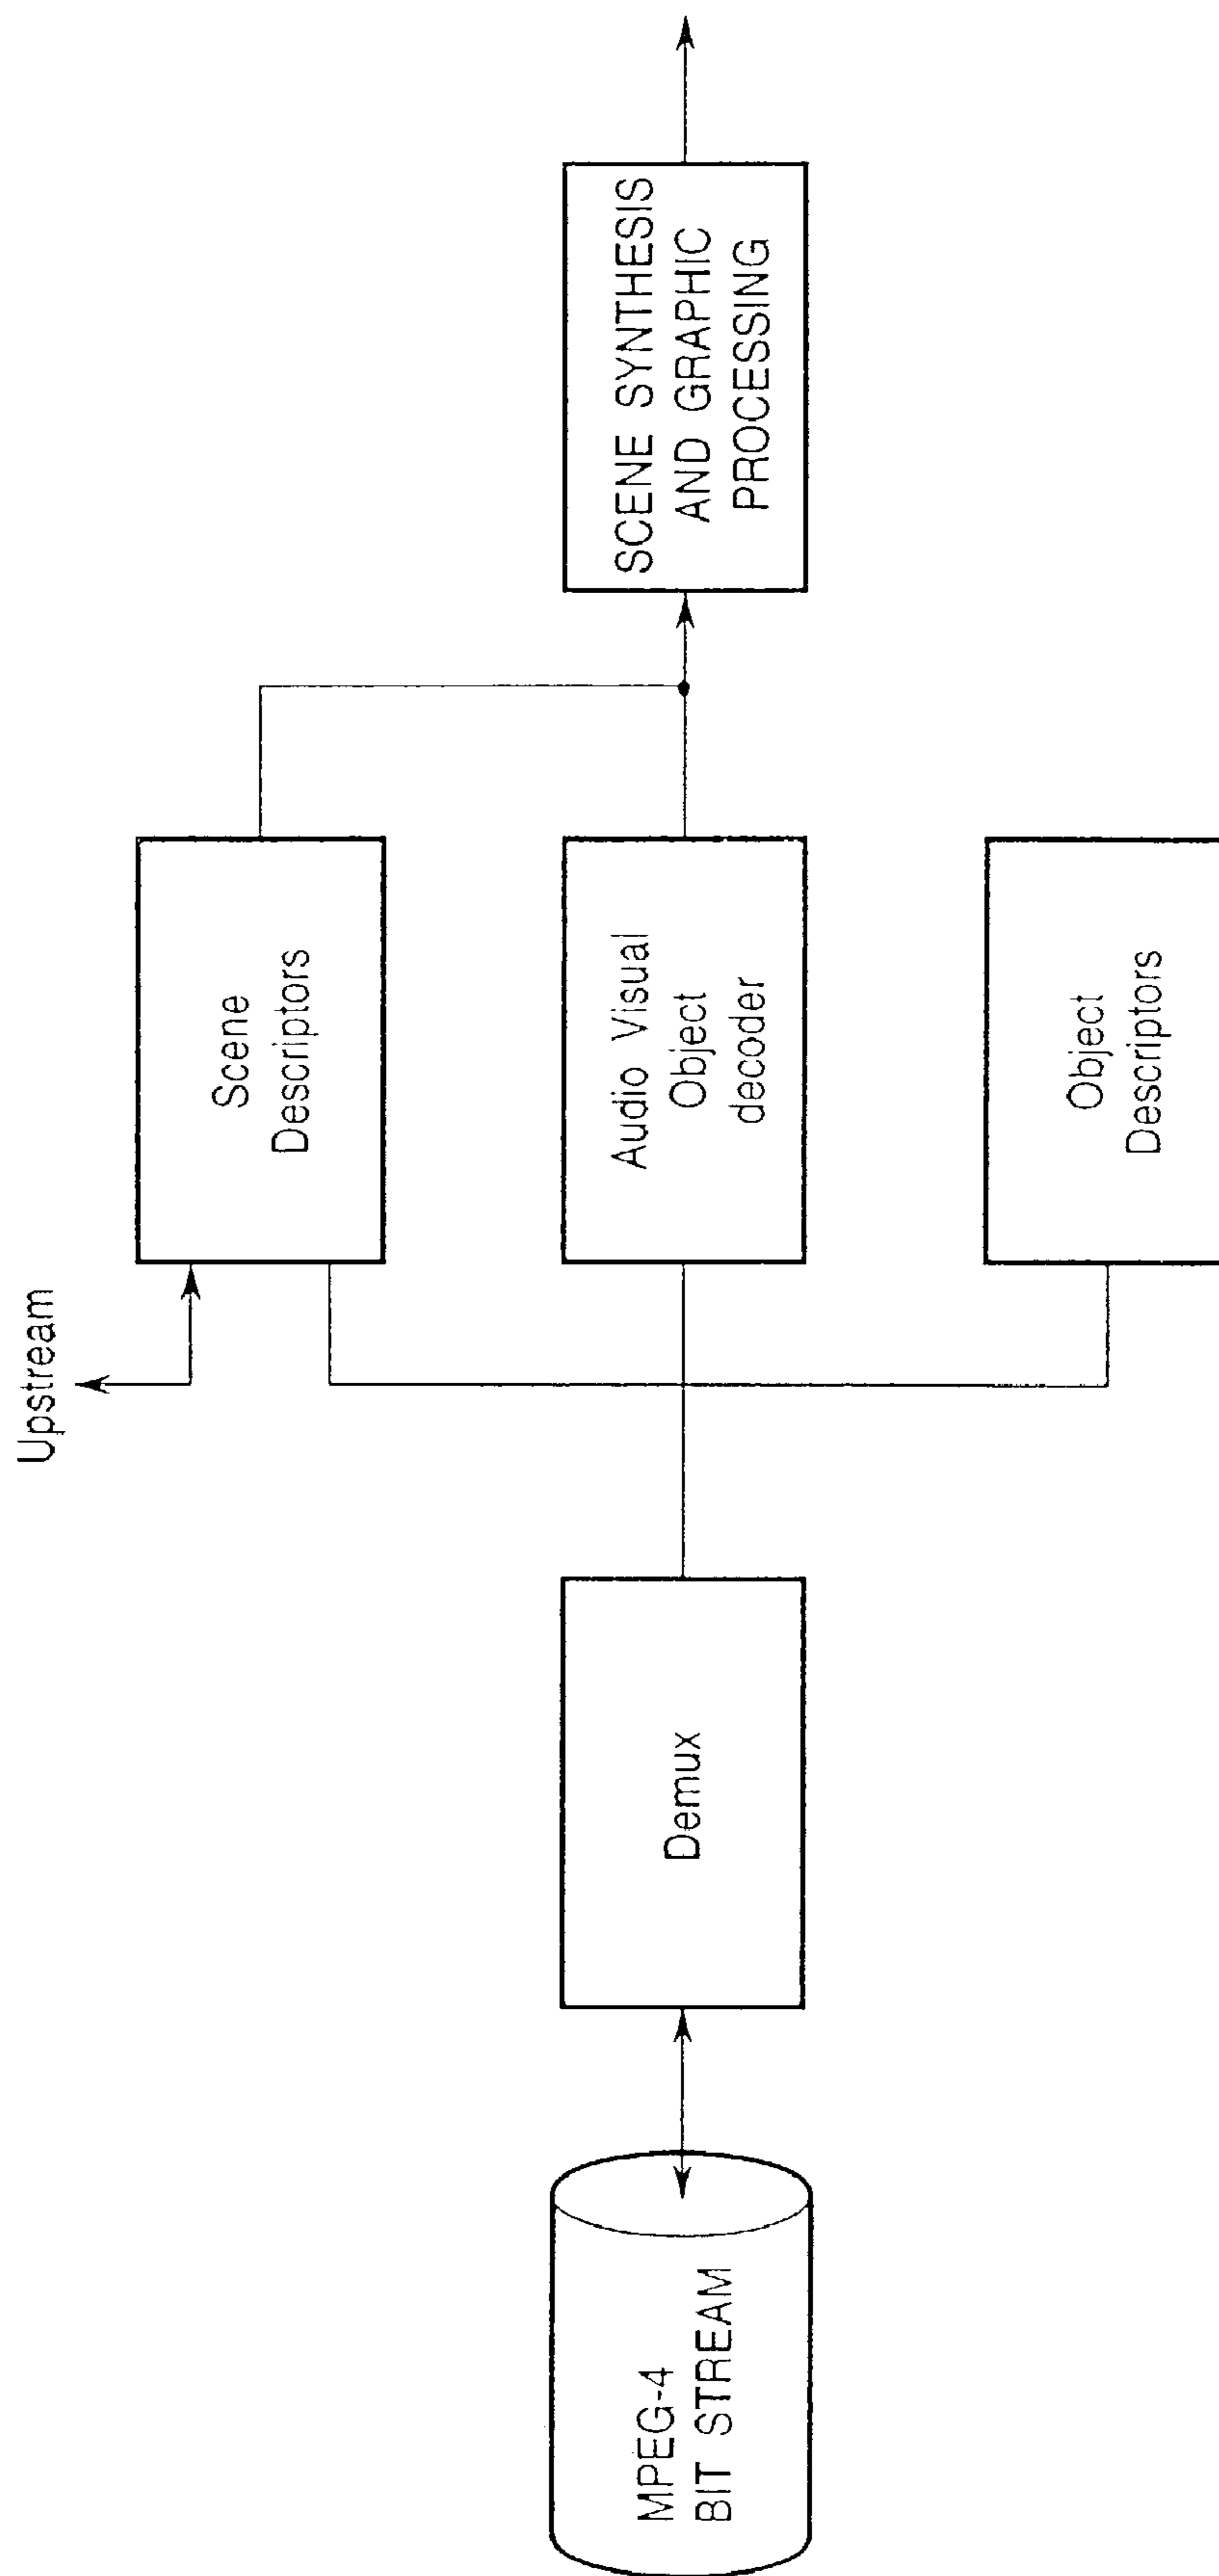 Upstream
MPEG-4
BIT STREAM
Demux
Scene
Descriptors
Audio Visual
Object
decoder
Object
Descriptors
SCENE SYNTHESIS
AND GRAPHIC
PROCESSING